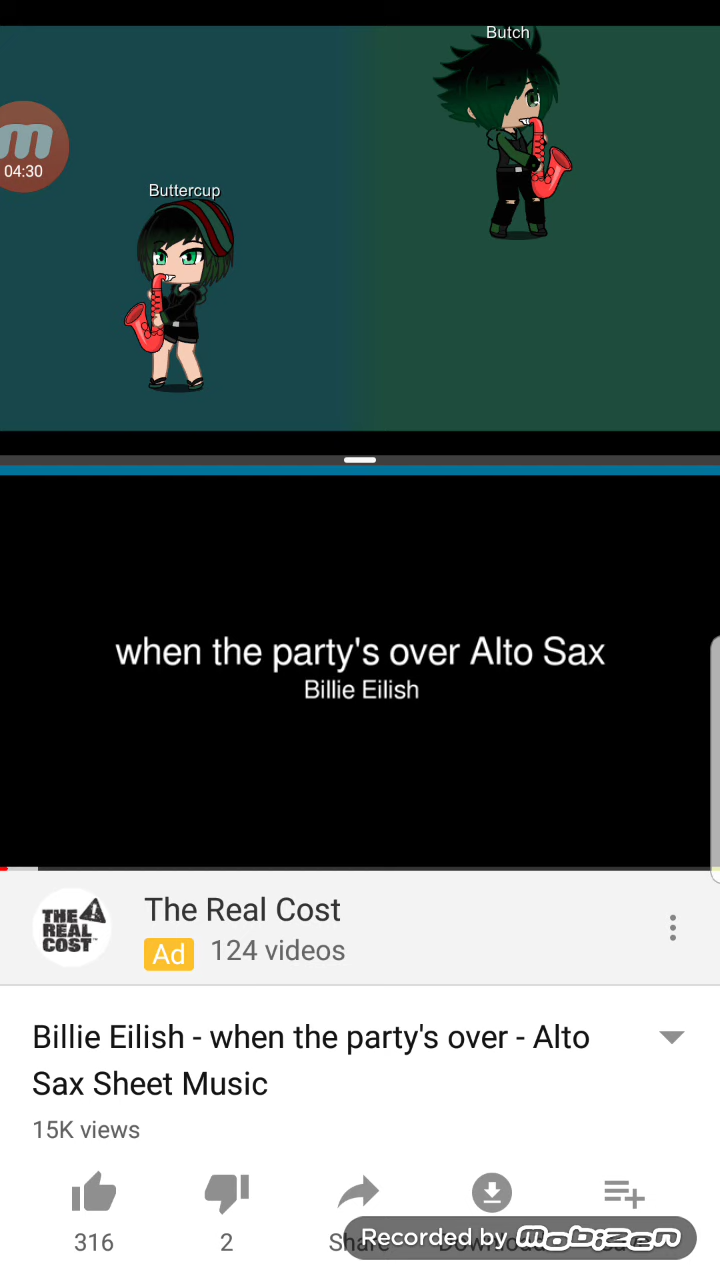 Butch
04:30
Buttercup
when the party's over Alto Sax
Billie Eilish
THE
REAL
COST
The Real Cost
Ad 124 videos
Billie Eilish - when the party's over - Alto
Sax Sheet Music
15K views
316 2 Share Download
Recorded by mobizen